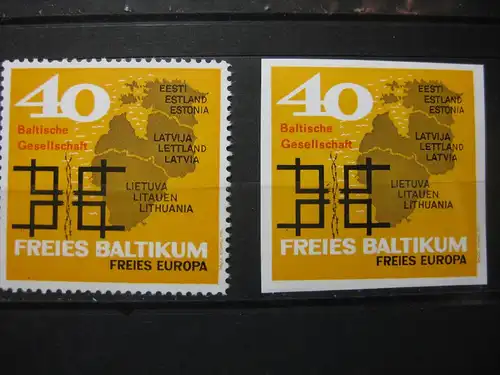 40
EESTI
ESTLAND
ESTONIA
Baltische
Gesellschaft
LATVIJA
LETTLAND
LATVIA
LIETUVA
LITAUEN
LITHUANIA
FREIES BALTIKUM
FREIES EUROPA
40
EESTI
ESTLAND
ESTONIA
Baltische
Gesellschaft
LATVIJA
LETTLAND
LATVIA
LIETUVA
LITAUEN
LITHUANIA
FREIES BALTIKUM
FREIES EUROPA